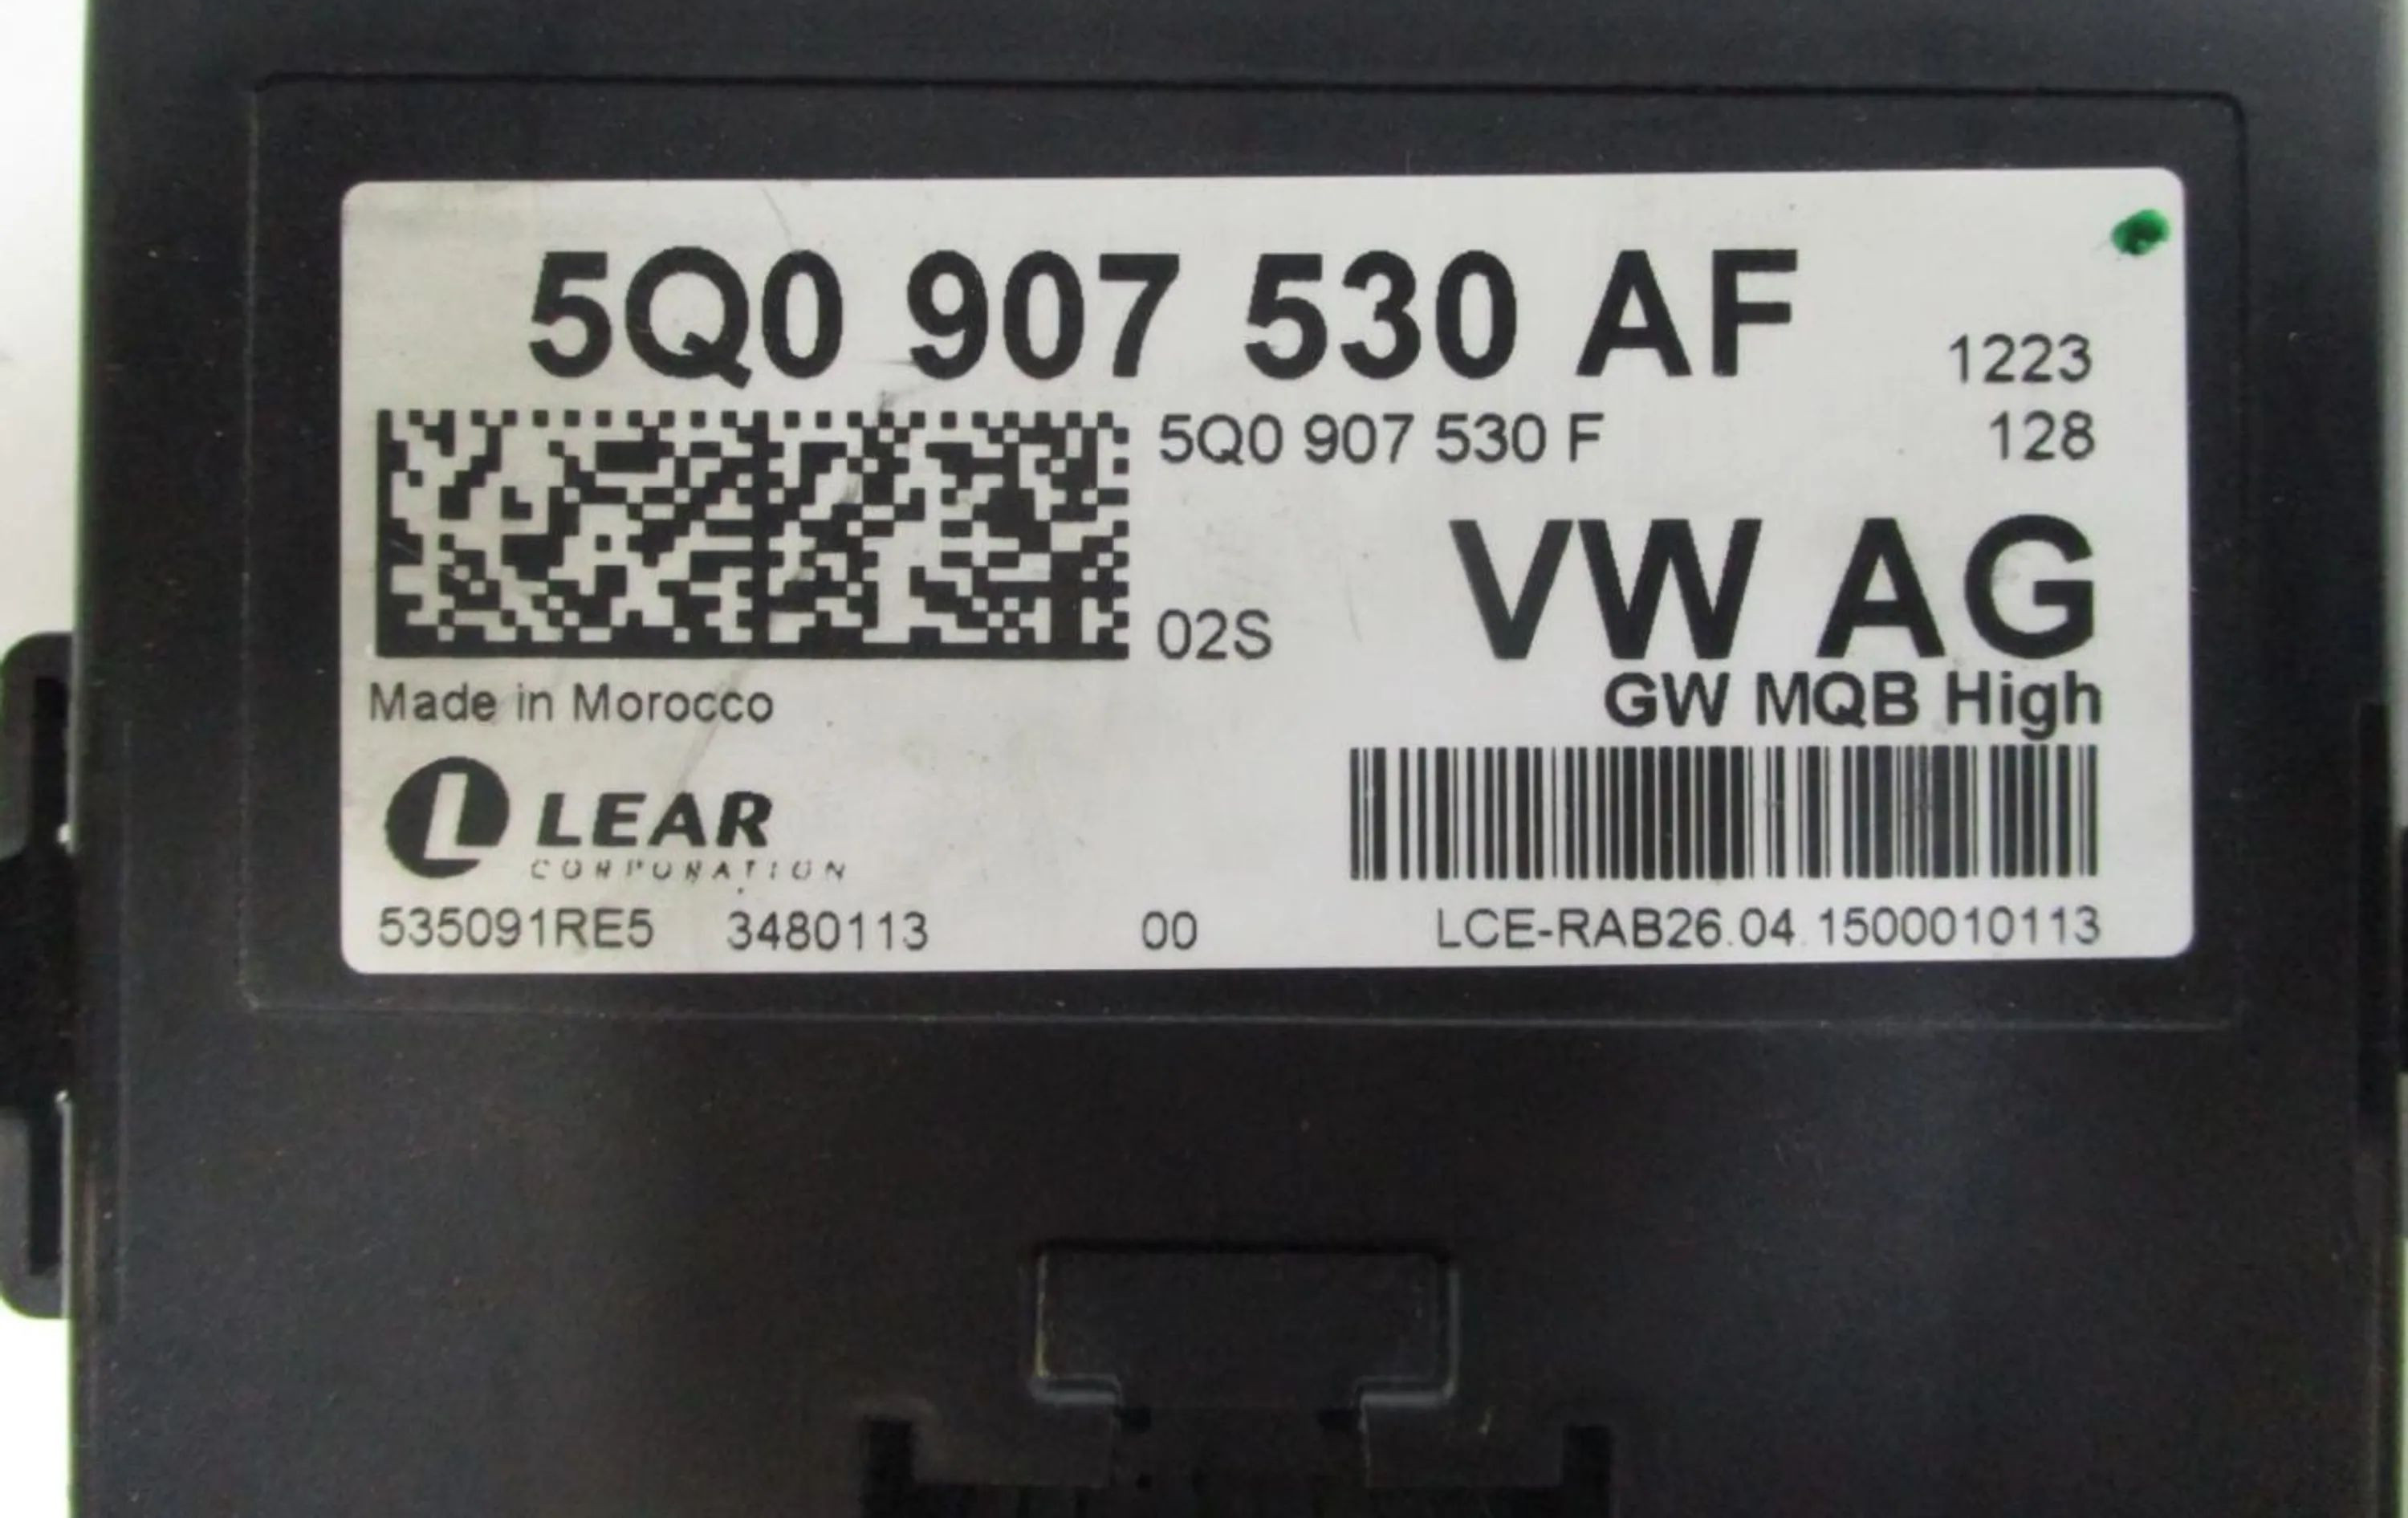 5Q0 907 530 AF 1223
5Q0 907 530 F 128
VW AG
02S
GW MQB High
Made in Morocco
L LEAR
CORPORATION
535091RE5 3480113 00 LCE-RAB26.04.1500010113